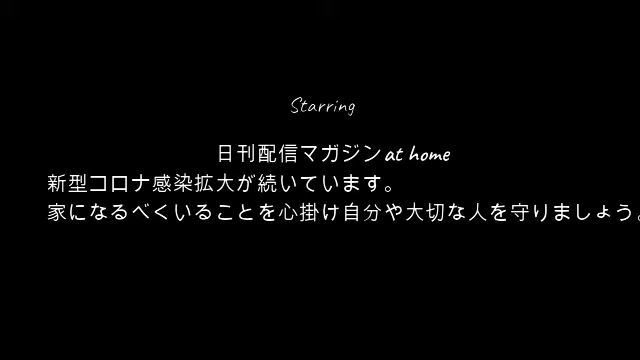 Starring
日刊配信マガジンat home
新型コロナ感染拡大が続いています。
家になるべくいることを心掛け自分や大切な人を守りましょう。